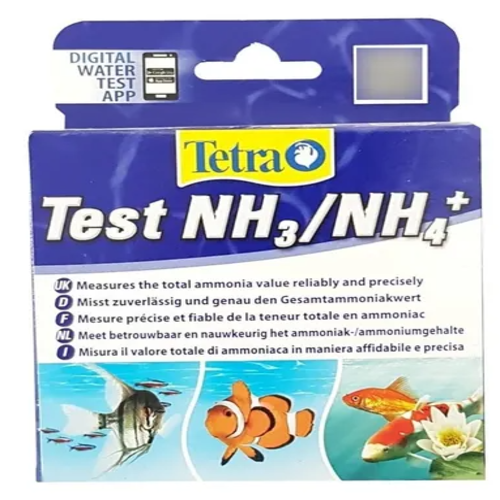 DIGITAL
WATER
TEST
APP
Tetra
Test NH₃/NH₄⁺
UK Measures the total ammonia value reliably and precisely
D Misst zuverlässig und genau den Gesamtammoniakwert
F Mesure précise et fiable de la teneur totale en ammoniac
NL Meet betrouwbaar en nauwkeurig het ammoniak-/ammoniumgehalte
I Misura il valore totale di ammoniaca in maniera affidabile e precisa